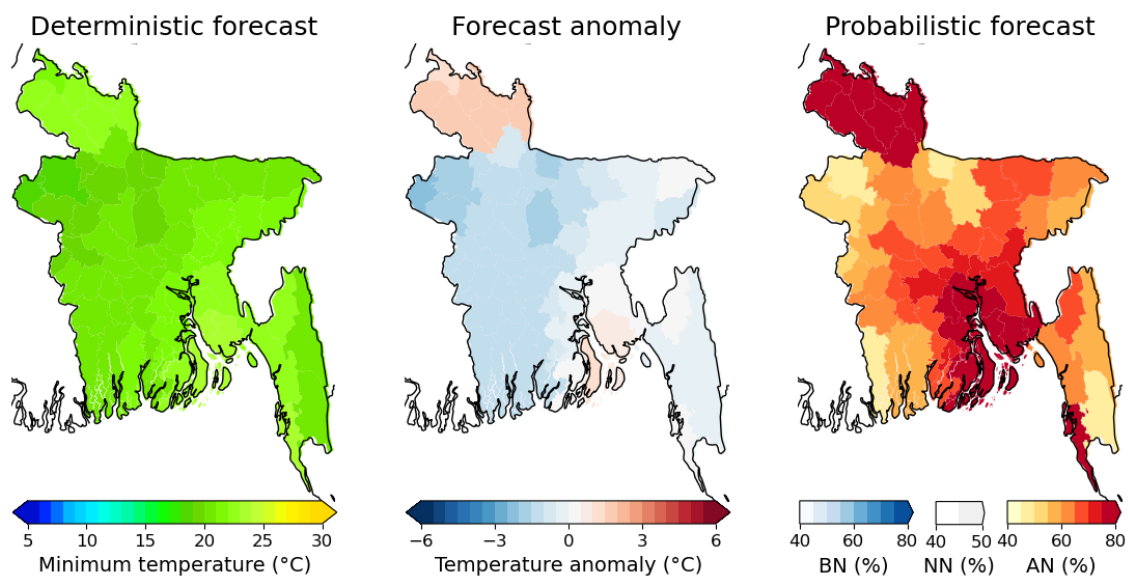 Deterministic forecast
Forecast anomaly
Probabilistic forecast
5 10 15 20 25 30
Minimum temperature (°C)
−6 −3 0 3 6
Temperature anomaly (°C)
40 60 80
BN (%)
40 50
NN (%)
40 60 80
AN (%)